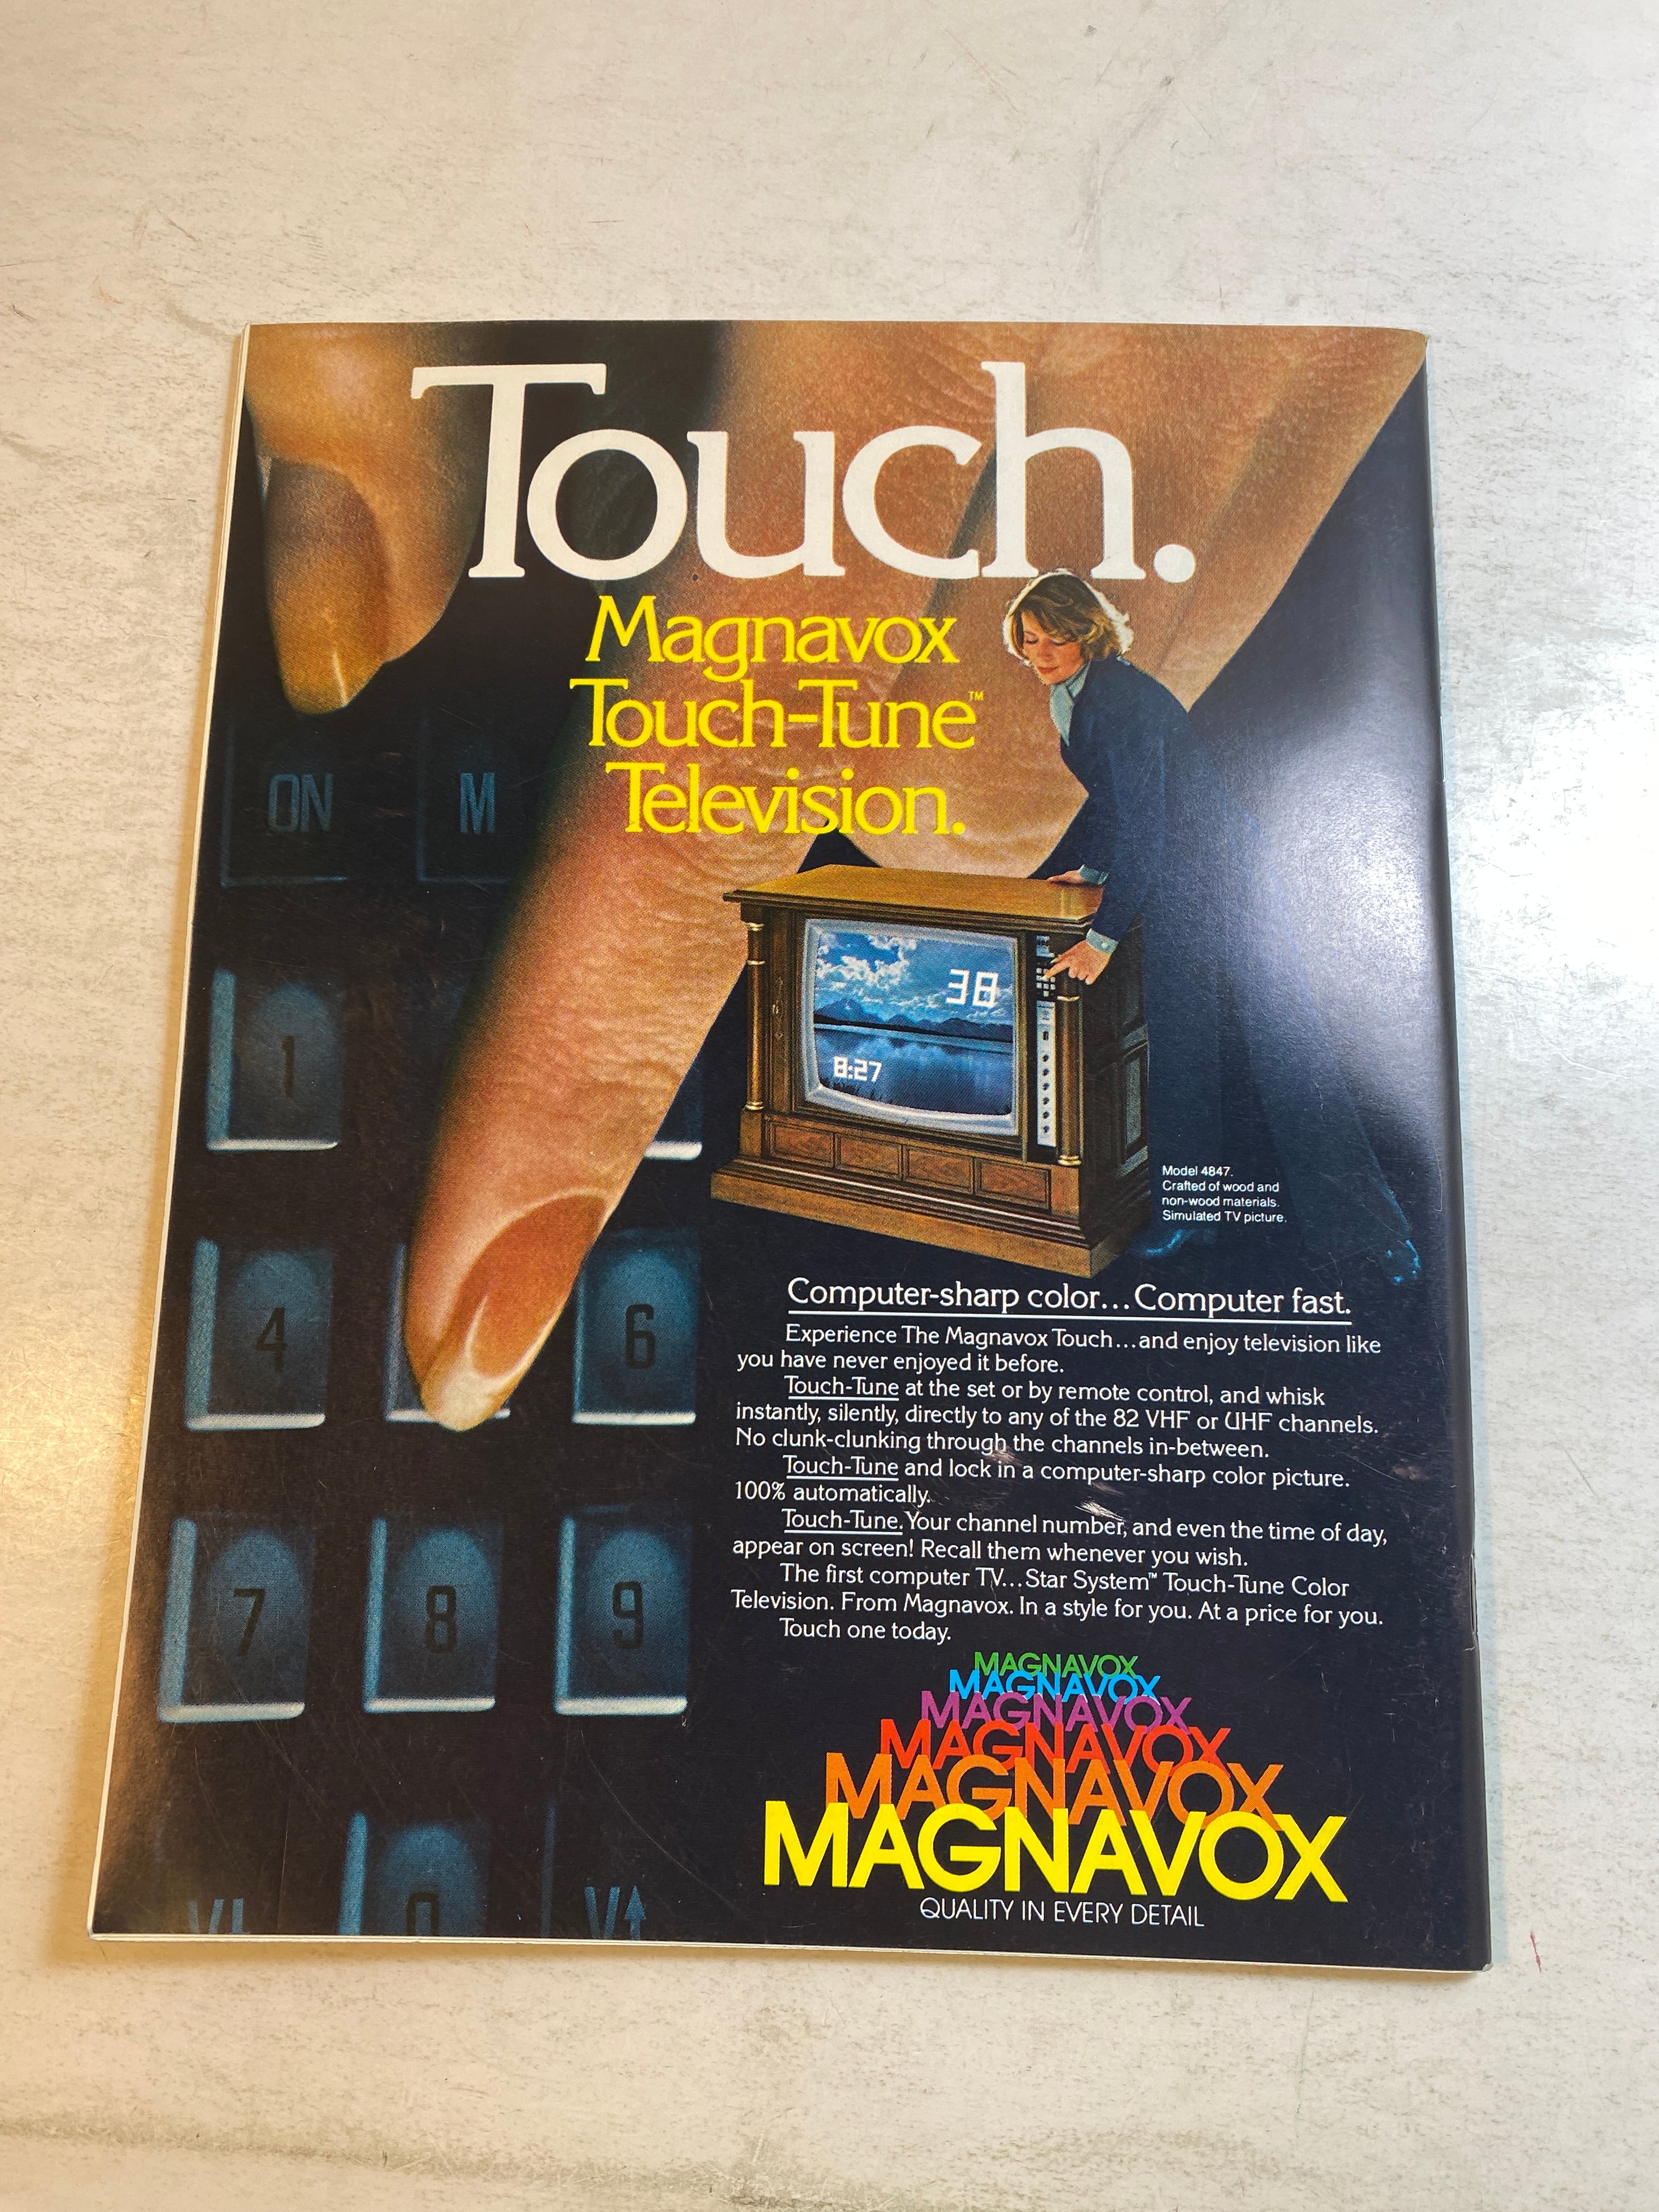 Touch.
Magnavox
Touch-Tune™
Television.
ON M
1
4 6
7 8 9
0
V↑
38
8:27
Model 4847.
Crafted of wood and
non-wood materials.
Simulated TV picture.
Computer-sharp color...Computer fast.
Experience The Magnavox Touch...and enjoy television like
you have never enjoyed it before.
Touch-Tune at the set or by remote control, and whisk
instantly, silently, directly to any of the 82 VHF or UHF channels.
No clunk-clunking through the channels in-between.
Touch-Tune and lock in a computer-sharp color picture.
100% automatically.
Touch-Tune. Your channel number, and even the time of day,
appear on screen! Recall them whenever you wish.
The first computer TV...Star System™ Touch-Tune Color
Television. From Magnavox. In a style for you. At a price for you.
Touch one today.
MAGNAVOX
MAGNAVOX
MAGNAVOX
MAGNAVOX
MAGNAVOX
MAGNAVOX
QUALITY IN EVERY DETAIL